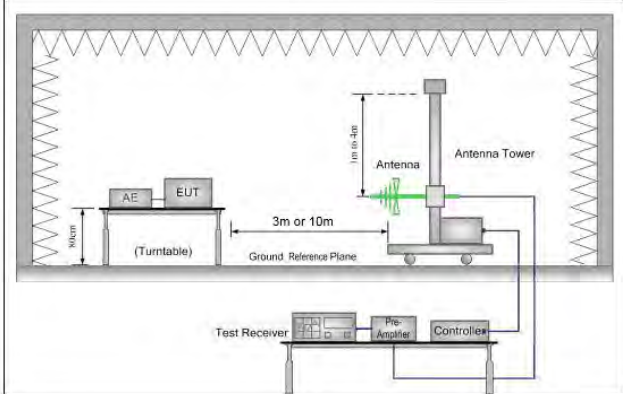 1m to 4m
Antenna
Antenna Tower
AE
EUT
80cm
3m or 10m
(Turntable)
Ground Reference Plane
Test Receiver
Pre-
Amplifier
Controller